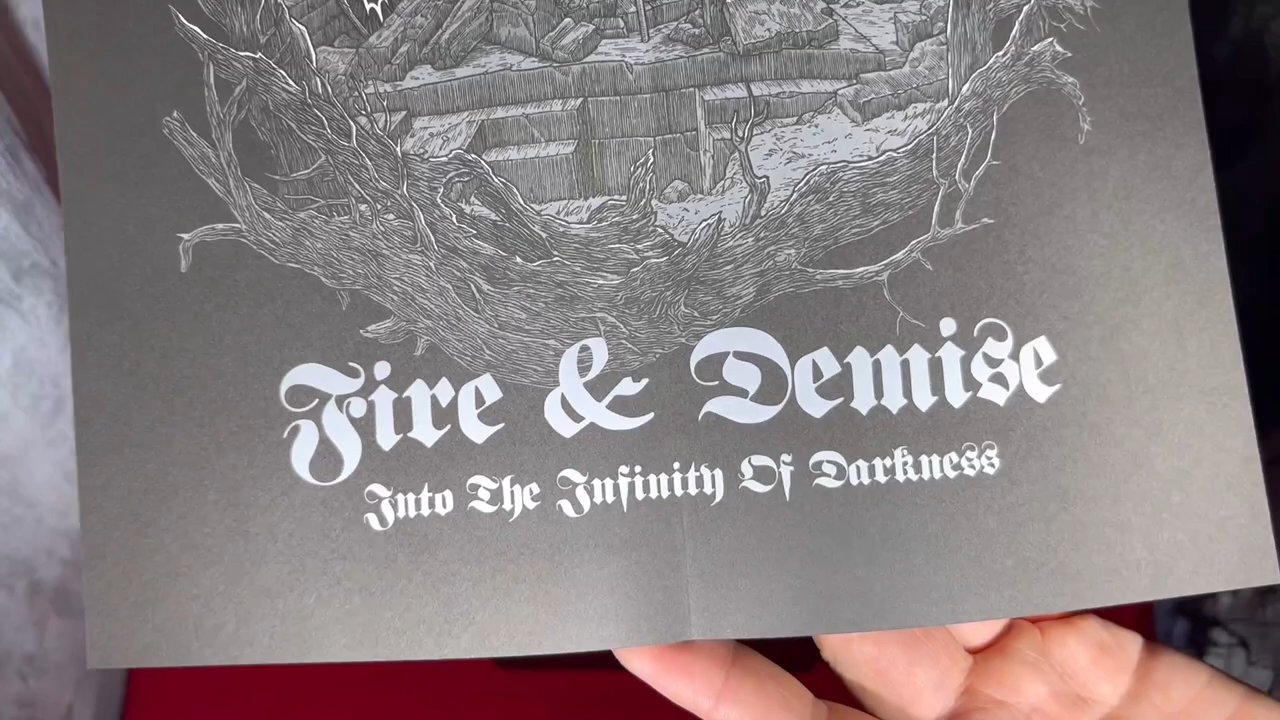 Fire & Demise
Into The Infinity Of Darkness